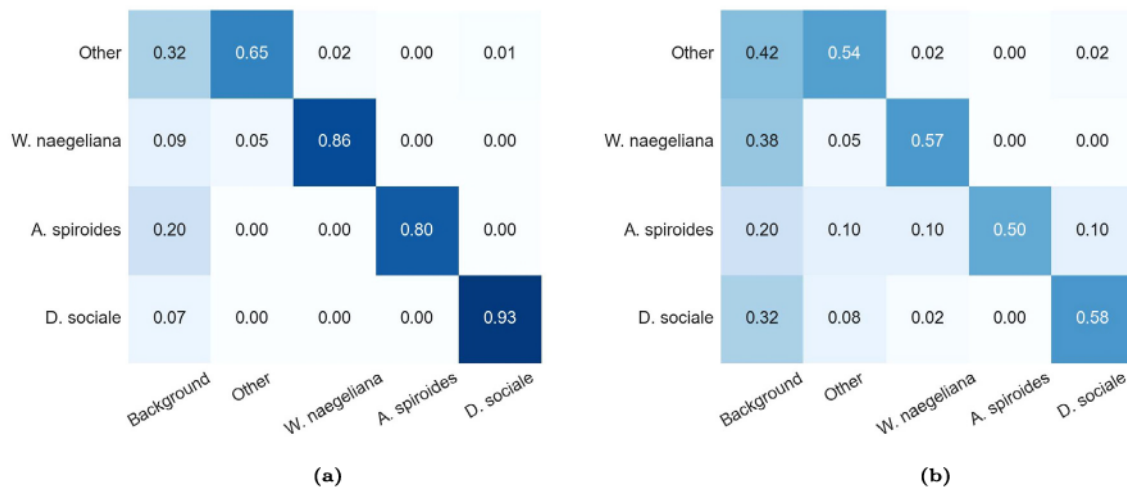 Other 0.32 0.65 0.02 0.00 0.01
W. naegeliana 0.09 0.05 0.86 0.00 0.00
A. spiroides 0.20 0.00 0.00 0.80 0.00
D. sociale 0.07 0.00 0.00 0.00 0.93
Background Other W. naegeliana A. spiroides D. sociale
(a)
Other 0.42 0.54 0.02 0.00 0.02
W. naegeliana 0.38 0.05 0.57 0.00 0.00
A. spiroides 0.20 0.10 0.10 0.50 0.10
D. sociale 0.32 0.08 0.02 0.00 0.58
Background Other W. naegeliana A. spiroides D. sociale
(b)